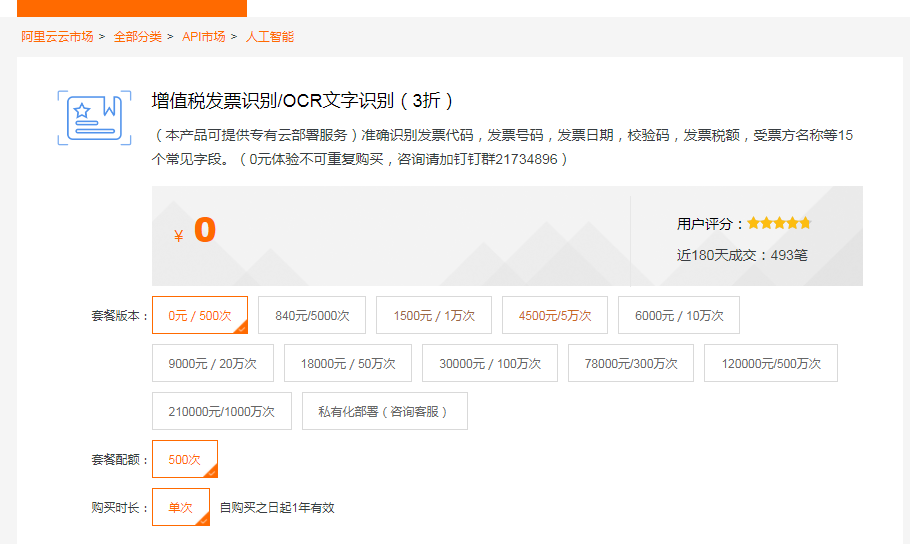 阿里云云市场 > 全部分类 > API市场 > 人工智能
增值税发票识别/OCR文字识别（3折）
（本产品可提供专有云部署服务）准确识别发票代码，发票号码，发票日期，校验码，发票税额，受票方名称等15
个常见字段。（0元体验不可重复购买，咨询请加钉钉群21734896）
¥ 0
用户评分：
近180天成交：493笔
套餐版本： 0元 / 500次 840元/5000次 1500元 / 1万次 4500元/5万次 6000元 / 10万次
9000元 / 20万次 18000元 / 50万次 30000元 / 100万次 78000元/300万次 120000元/500万次
210000元/1000万次 私有化部署（咨询客服）
套餐配额： 500次
购买时长： 单次 自购买之日起1年有效